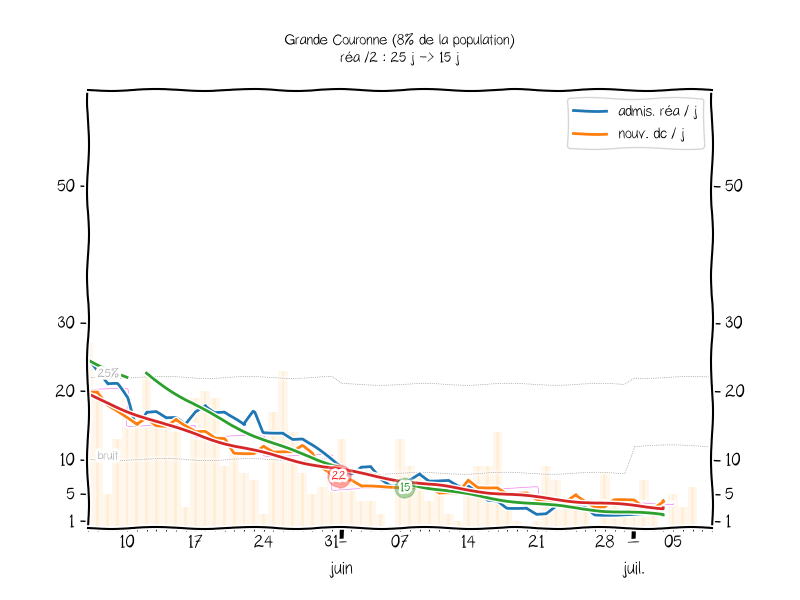 Grande Couronne (8% de la population)
réa /2 : 25 j -> 15 j
admis. réa / j
nouv. dc / j
50
50
30
30
25%
20
20
bruit
10
10
22
15
5
5
1
1
10 17 24 31 07 14 21 28 05
juin juil.